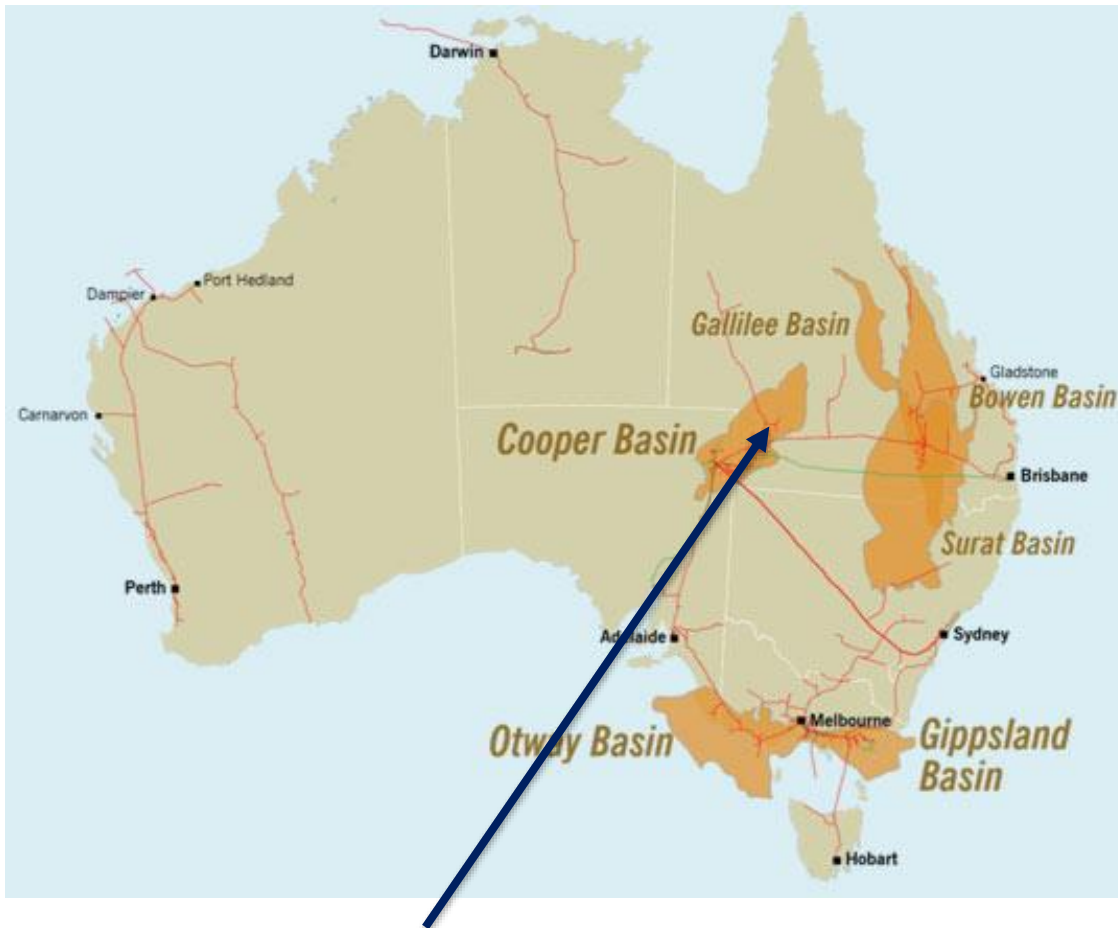 Darwin
Port Hedland
Dampier
Gallilee Basin
Gladstone
Bowen Basin
Carnarvon
Cooper Basin
Brisbane
Surat Basin
Perth
Adelaide
Sydney
Melbourne
Otway Basin
Gippsland
Basin
Hobart